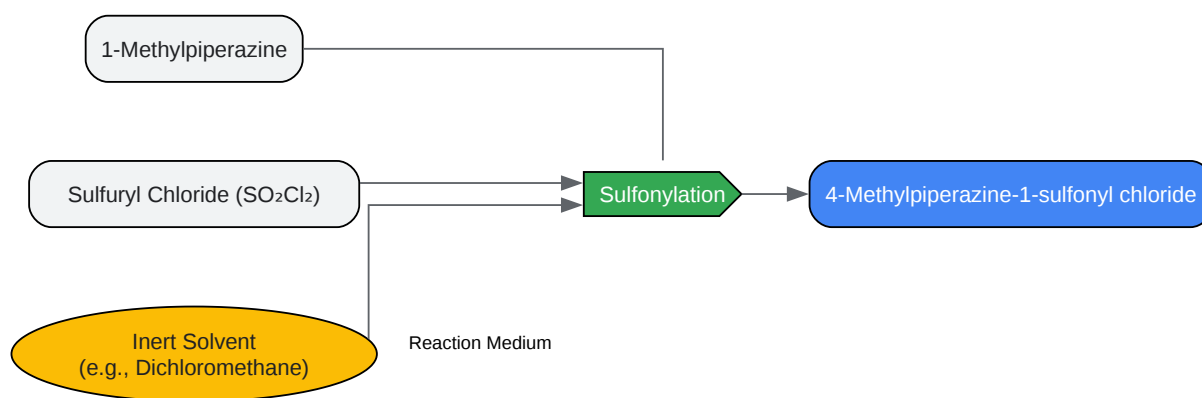 1-Methylpiperazine
Sulfuryl Chloride (SO₂Cl₂)
Sulfonylation
4-Methylpiperazine-1-sulfonyl chloride
Inert Solvent
(e.g., Dichloromethane)
Reaction Medium